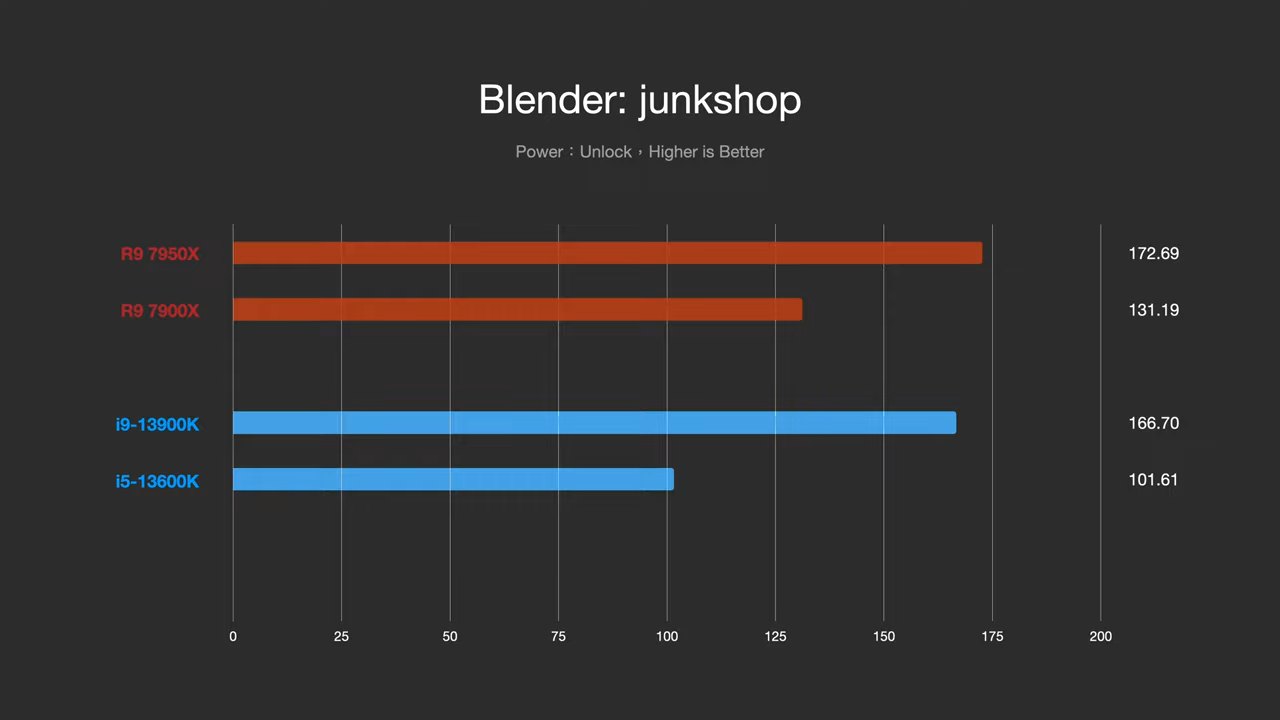 Blender: junkshop
Power：Unlock，Higher is Better
R9 7950X 172.69
R9 7900X 131.19
i9-13900K 166.70
i5-13600K 101.61
0 25 50 75 100 125 150 175 200